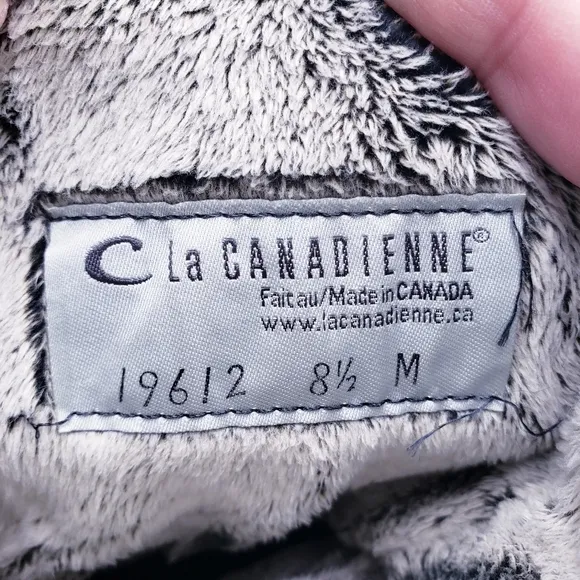 C La CANADIENNE®
Fait au/Made in CANADA
www.lacanadienne.ca
19612 8½ M